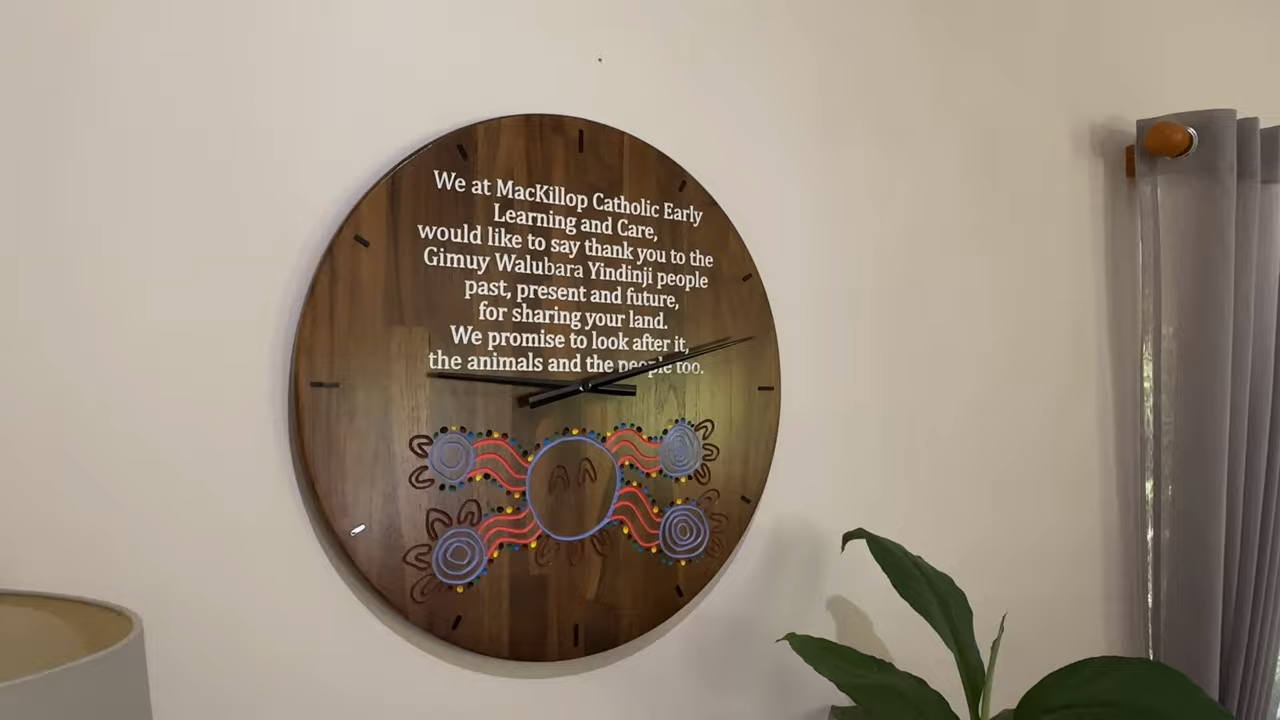 We at MacKillop Catholic Early
Learning and Care,
would like to say thank you to the
Gimuy Walubara Yindinji people
past, present and future,
for sharing your land.
We promise to look after it,
the animals and the people too.